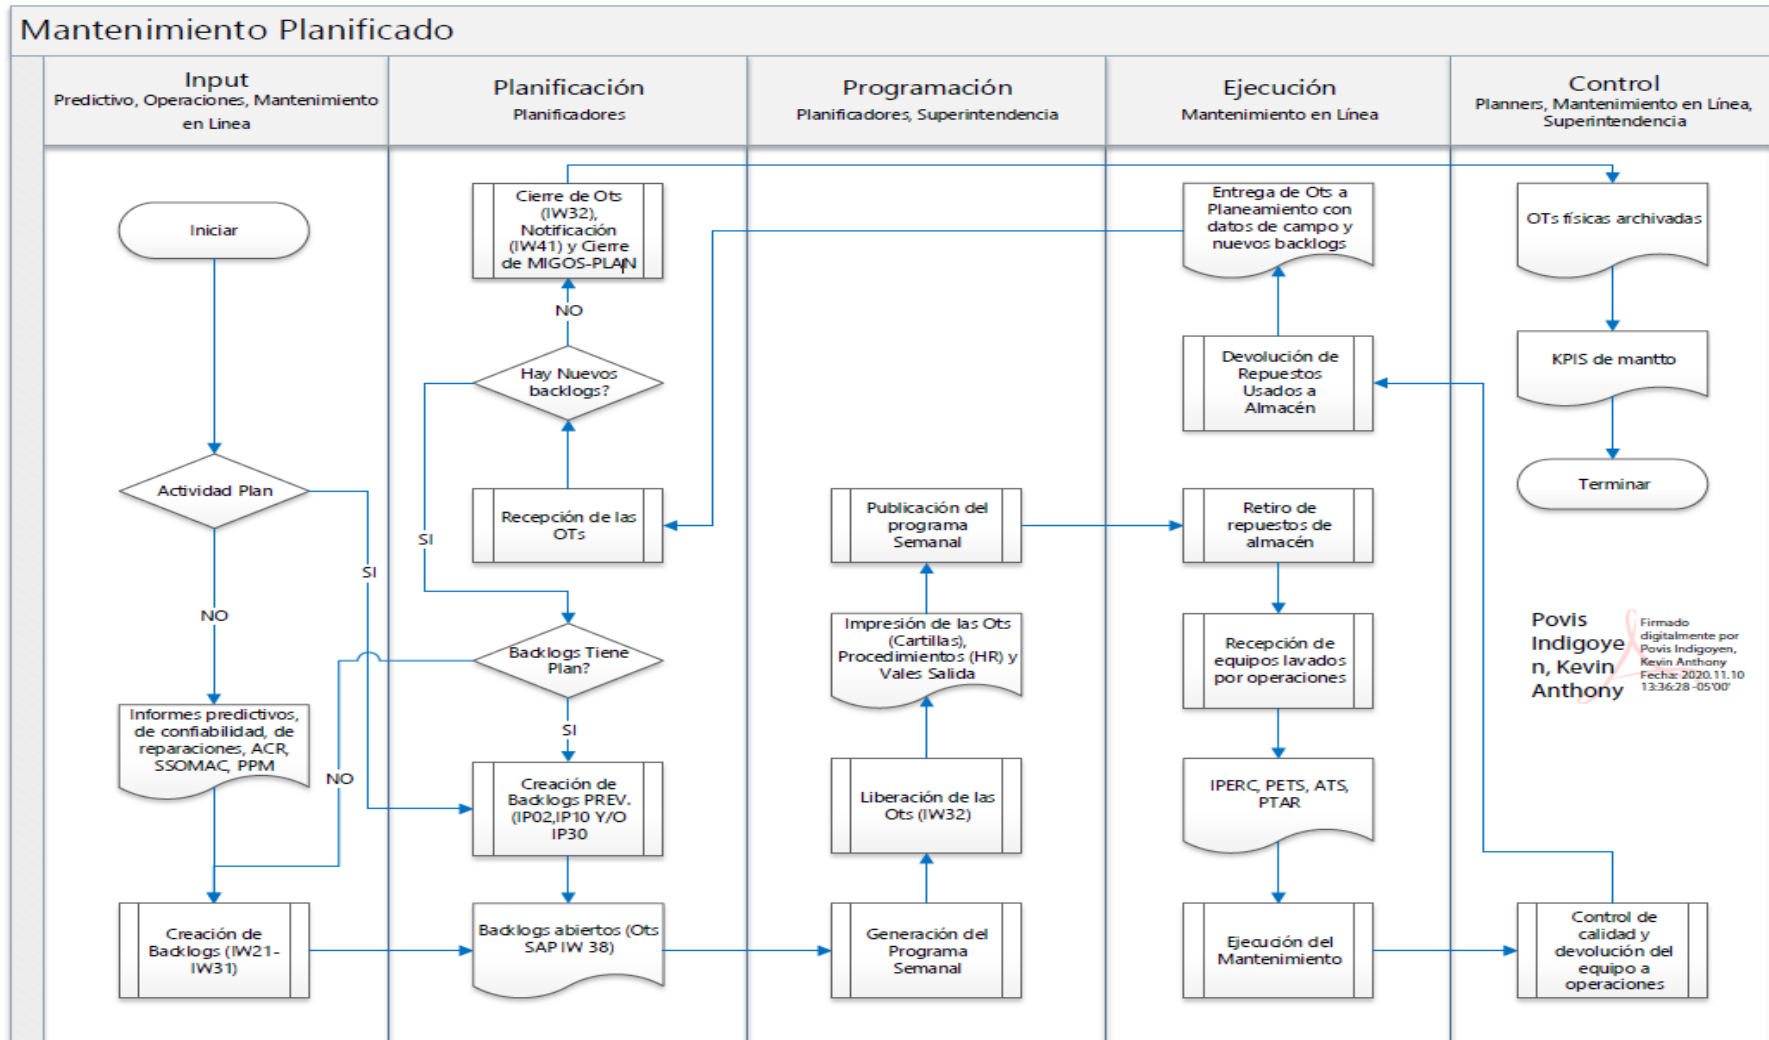 Mantenimiento Planificado
Input
Predictivo, Operaciones, Mantenimiento
en Linea
Planificación
Planificadores
Programación
Planificadores, Superintendencia
Ejecución
Mantenimiento en Línea
Control
Planners, Mantenimiento en Línea,
Superintendencia
Iniciar
Actividad Plan
SI
NO
Informes predictivos,
de confiabilidad, de
reparaciones, ACR,
SSOMAC, PPM
NO
Creación de
Backlogs (IW21-
IW31)
Cierre de Ots
(IW32),
Notificación
(IW41) y Cierre
de MIGOS-PLAN
NO
Hay Nuevos
backlogs?
SI
Recepción de las
OTs
Backlogs Tiene
Plan?
SI
Creación de
Backlogs PREV.
(IP02,IP10 Y/O
IP30
Backlogs abiertos (Ots
SAP IW 38)
Publicación del
programa
Semanal
Impresión de las Ots
(Cartillas),
Procedimientos (HR) y
Vales Salida
Liberación de las
Ots (IW32)
Generación del
Programa
Semanal
Entrega de Ots a
Planeamiento con
datos de campo y
nuevos backlogs
Devolución de
Repuestos
Usados a
Almacén
Retiro de
repuestos de
almacén
Recepción de
equipos lavados
por operaciones
IPERC, PETS, ATS,
PTAR
Ejecución del
Mantenimiento
OTs físicas archivadas
KPIS de mantto
Terminar
Povis
Indigoye
n, Kevin
Anthony
Firmado
digitalmente por
Povis Indigoyen,
Kevin Anthony
Fecha: 2020.11.10
13:36:28 -05'00'
Control de
calidad y
devolución del
equipo a
operaciones